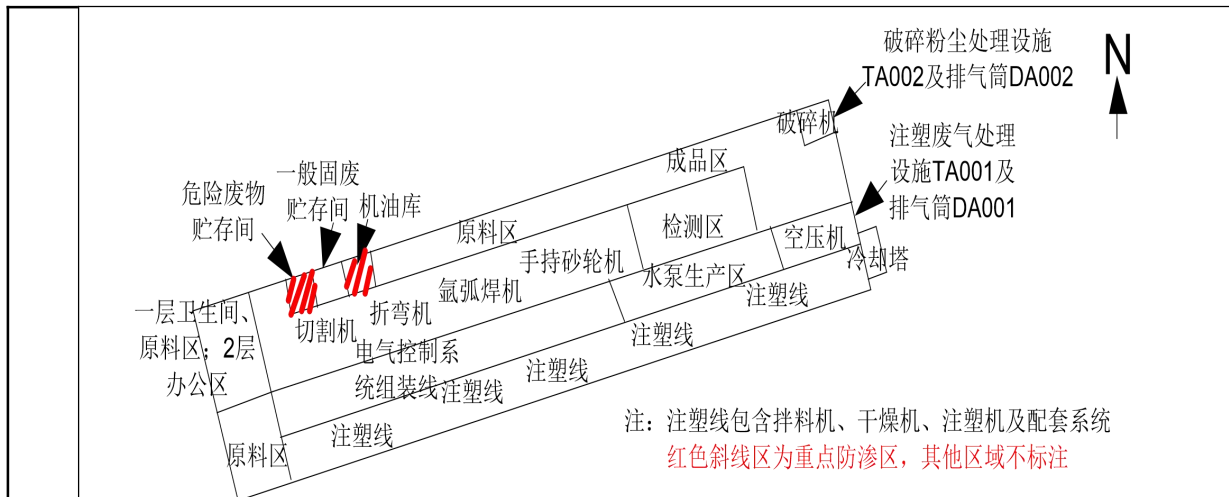 破碎粉尘处理设施
TA002及排气筒DA002
N
破碎机
注塑废气处理
设施TA001及
排气筒DA001
成品区
一般固废
贮存间
危险废物
贮存间
机油库
原料区
检测区
空压机
冷却塔
手持砂轮机
水泵生产区
氩弧焊机
注塑线
一层卫生间、
原料区；2层
办公区
切割机
折弯机
电气控制系
统组装线
注塑线
注塑线
注塑线
注塑线
原料区
注：注塑线包含拌料机、干燥机、注塑机及配套系统
红色斜线区为重点防渗区，其他区域不标注